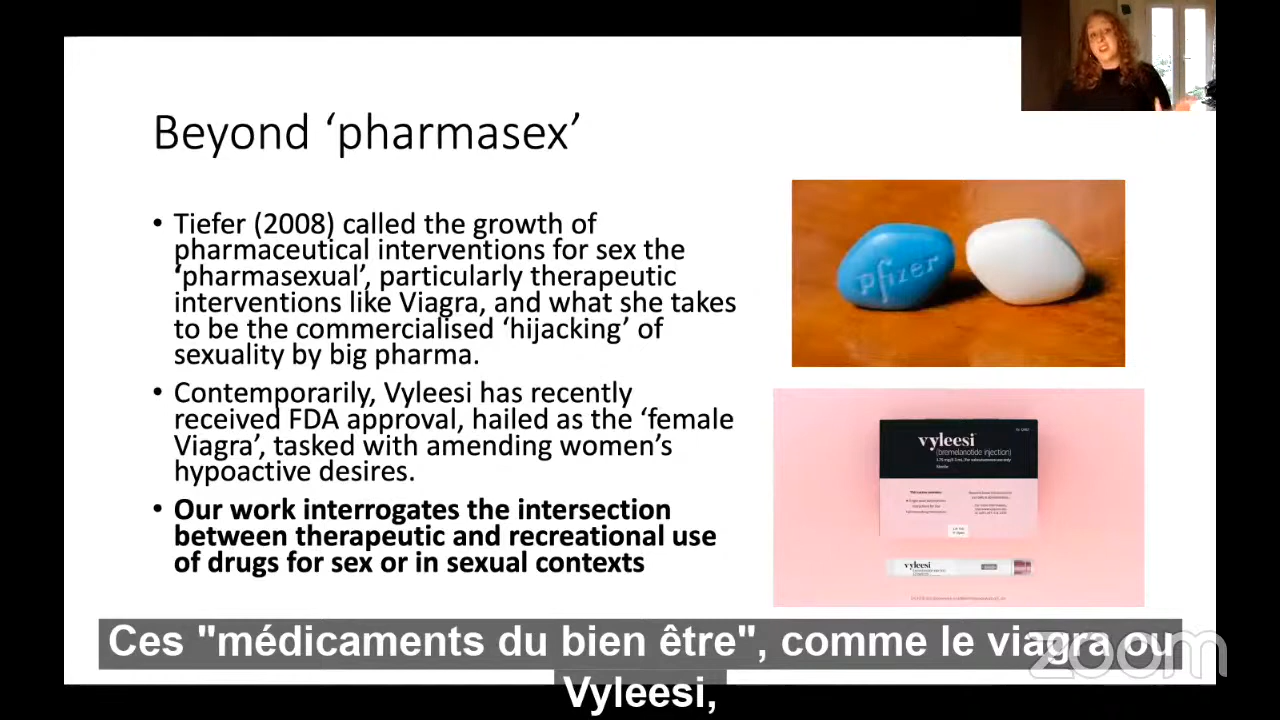 Beyond ‘pharmasex’
• Tiefer (2008) called the growth of
pharmaceutical interventions for sex the
‘pharmasexual’, particularly therapeutic
interventions like Viagra, and what she takes
to be the commercialised ‘hijacking’ of
sexuality by big pharma.
• Contemporarily, Vyleesi has recently
received FDA approval, hailed as the ‘female
Viagra’, tasked with amending women’s
hypoactive desires.
• Our work interrogates the intersection
between therapeutic and recreational use
of drugs for sex or in sexual contexts
pfizer
vyleesi
(bremelanotide injection)
vyleesi
Ces "médicaments du bien être", comme le viagra ou
Vyleesi,
zoom